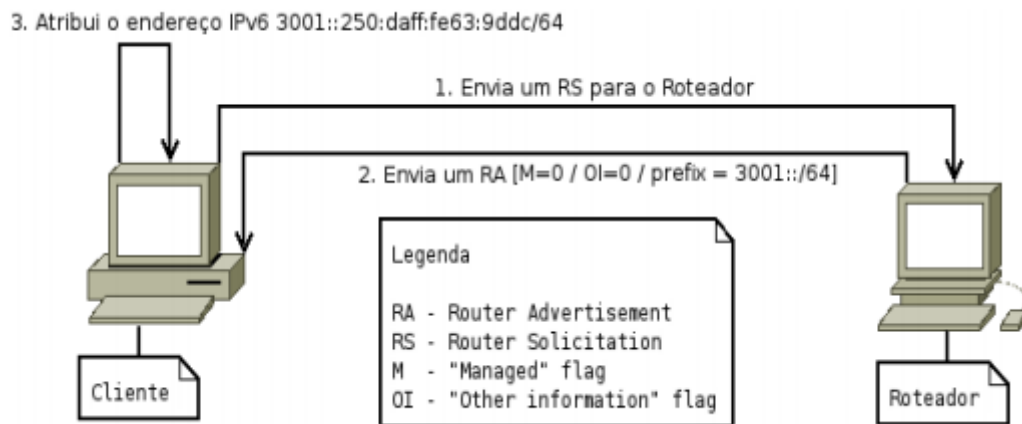 3. Atribui o endereço IPv6 3001::250:daff:fe63:9ddc/64
1. Envia um RS para o Roteador
2. Envia um RA [M=0 / OI=0 / prefix = 3001::/64]
Legenda
RA - Router Advertisement
RS - Router Solicitation
M - "Managed" flag
OI - "Other information" flag
Cliente
Roteador